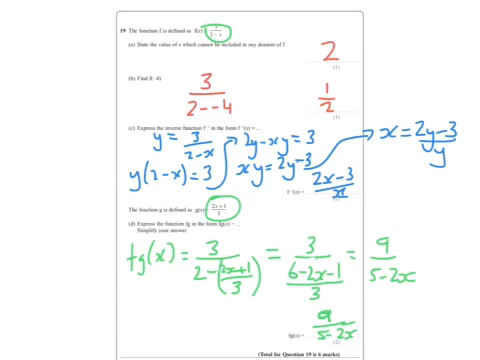 19 The function f is defined as f(x) = 3/(2 − x)
(a) State the value of x which cannot be included in any domain of f
2
(1)
(b) Find f(−4)
3/(2 - -4)
1/2
(1)
(c) Express the inverse function f⁻¹ in the form f⁻¹(x) = ...
y = 3/(2-x)
y(2-x) = 3
2y - xy = 3
xy = 2y - 3
x = (2y-3)/y
f⁻¹(x) = (2x-3)/x
The function g is defined as g(x) = (2x + 1)/3
(d) Express the function fg in the form fg(x) = ...
Simplify your answer.
fg(x) = 3/(2-((2x+1)/3)) = 3/((6-2x-1)/3) = 9/(5-2x)
fg(x) = 9/(5-2x)
(2)
(Total for Question 19 is 6 marks)